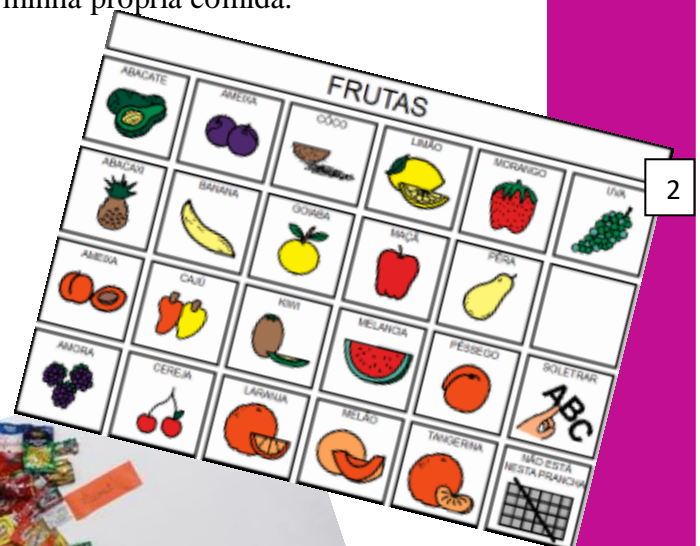 minha própria comida.
FRUTAS
ABACATE
AMEIXA
CÔCO
LIMÃO
MORANGO
UVA
2
ABACAXI
BANANA
GOIABA
MAÇÃ
PÊRA
AMEIXA
CAJÚ
KIWI
MELANCIA
PÊSSEGO
SOLETRAR
ABC
AMORA
CEREJA
LARANJA
MELÃO
TANGERINA
NÃO ESTÁ
NESTA PRANCHA